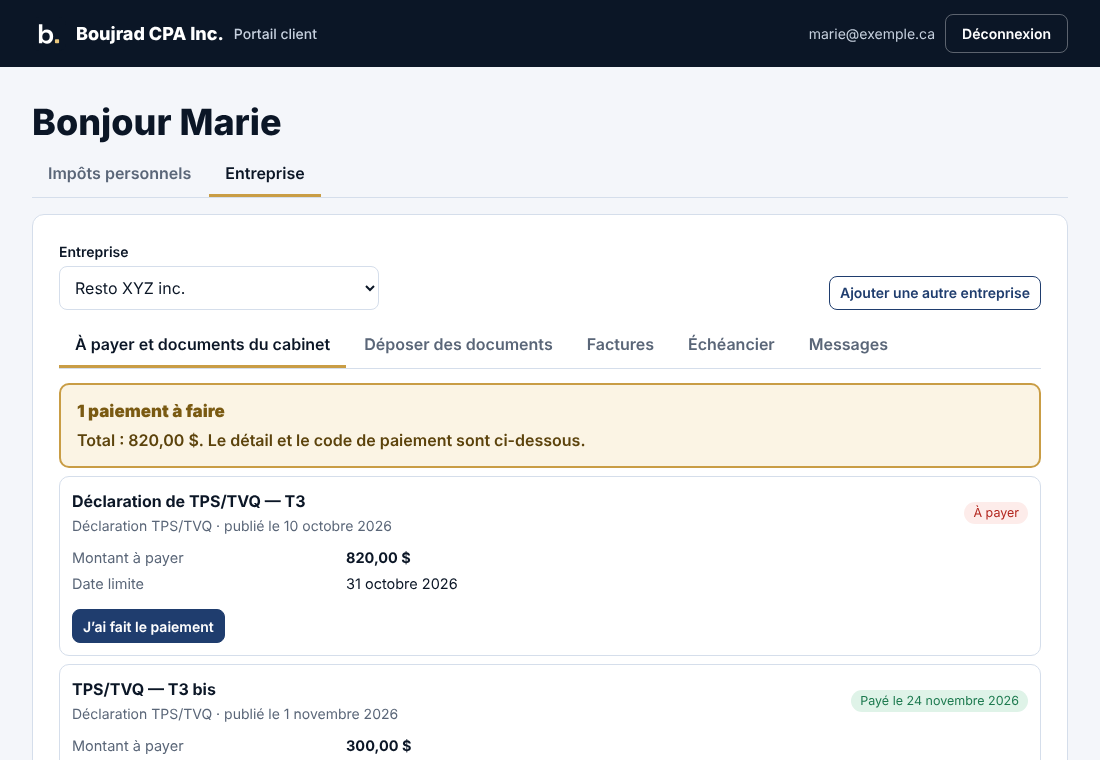 b. Boujrad CPA Inc. Portail client marie@exemple.ca Déconnexion
Bonjour Marie
Impôts personnels Entreprise
Entreprise
Resto XYZ inc.
Ajouter une autre entreprise
À payer et documents du cabinet Déposer des documents Factures Échéancier Messages
1 paiement à faire
Total : 820,00 $. Le détail et le code de paiement sont ci-dessous.
Déclaration de TPS/TVQ — T3
À payer
Déclaration TPS/TVQ · publié le 10 octobre 2026
Montant à payer 820,00 $
Date limite 31 octobre 2026
J’ai fait le paiement
TPS/TVQ — T3 bis
Payé le 24 novembre 2026
Déclaration TPS/TVQ · publié le 1 novembre 2026
Montant à payer 300,00 $